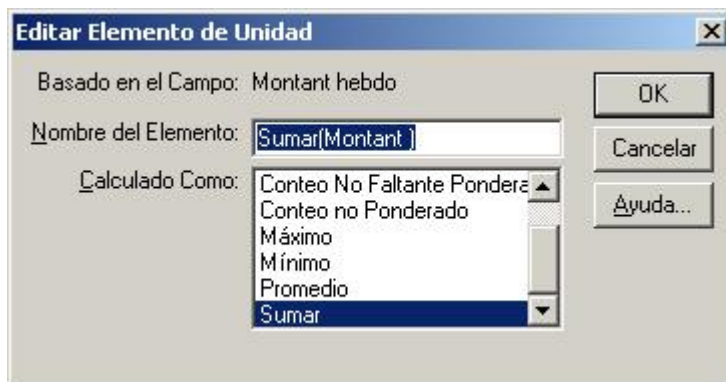 Editar Elemento de Unidad
Basado en el Campo: Montant hebdo
OK
Nombre del Elemento: Sumar(Montant )
Cancelar
Calculado Como:
Conteo No Faltante Pondera
Ayuda...
Conteo no Ponderado
Máximo
Mínimo
Promedio
Sumar